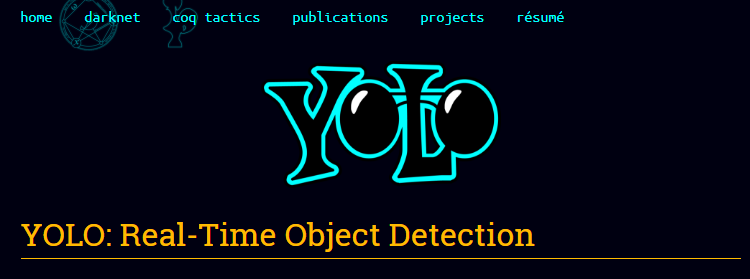 home darknet coq tactics publications projects résumé
YOLO
YOLO: Real-Time Object Detection